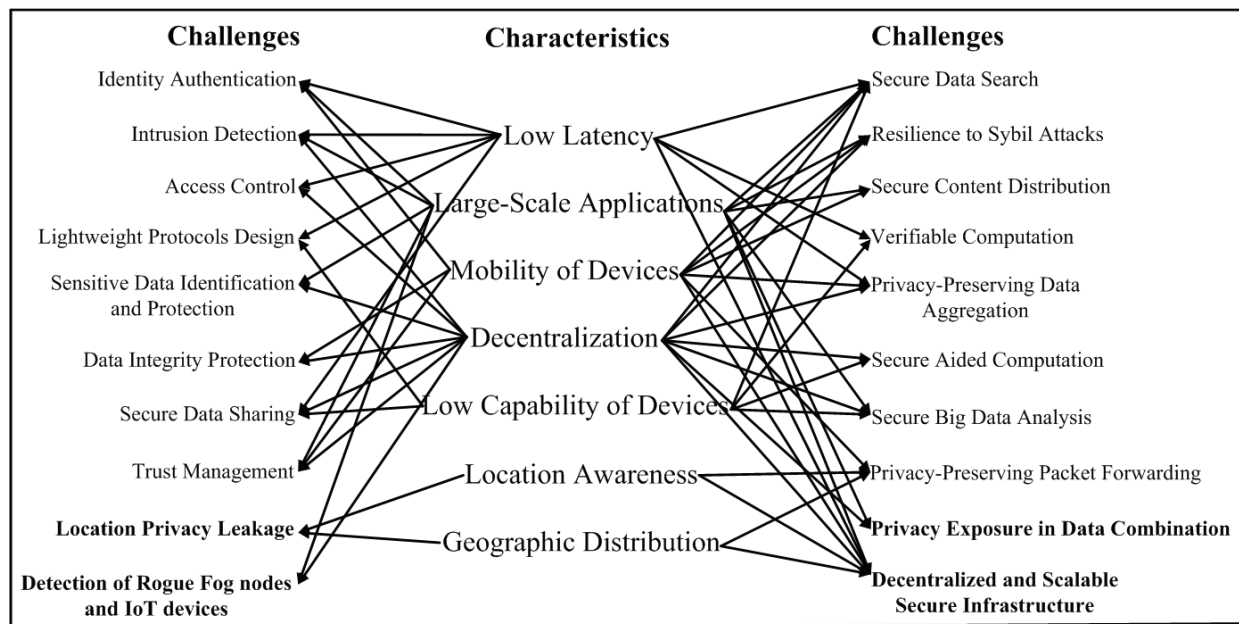 Challenges
Identity Authentication
Intrusion Detection
Access Control
Lightweight Protocols Design
Sensitive Data Identification
and Protection
Data Integrity Protection
Secure Data Sharing
Trust Management
Location Privacy Leakage
Detection of Rogue Fog nodes
and IoT devices
Characteristics
Low Latency
Large-Scale Applications
Mobility of Devices
Decentralization
Low Capability of Devices
Location Awareness
Geographic Distribution
Challenges
Secure Data Search
Resilience to Sybil Attacks
Secure Content Distribution
Verifiable Computation
Privacy-Preserving Data
Aggregation
Secure Aided Computation
Secure Big Data Analysis
Privacy-Preserving Packet Forwarding
Privacy Exposure in Data Combination
Decentralized and Scalable
Secure Infrastructure